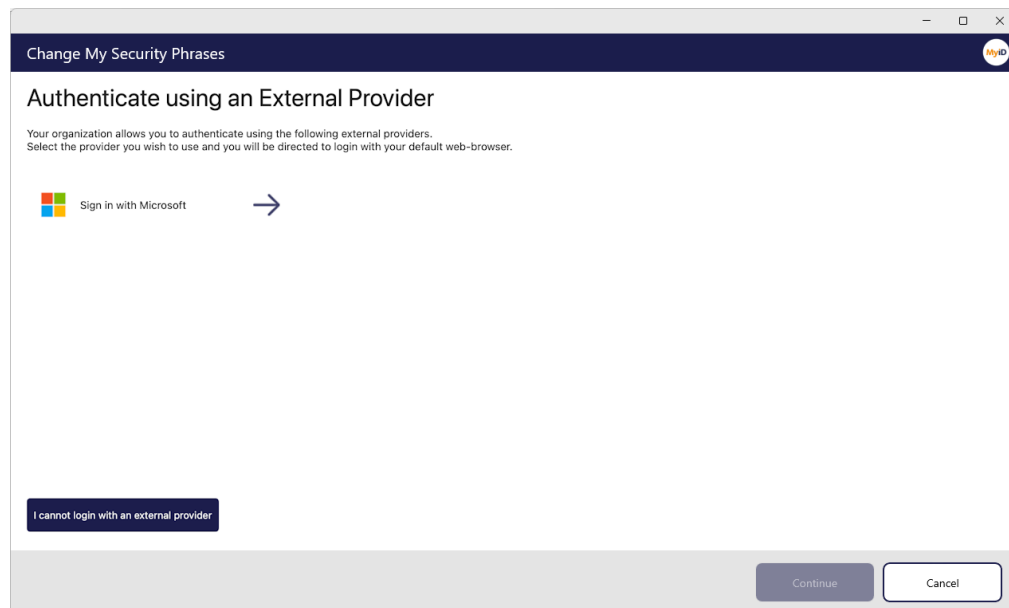 Change My Security Phrases
MyID
Authenticate using an External Provider
Your organization allows you to authenticate using the following external providers.
Select the provider you wish to use and you will be directed to login with your default web-browser.
Sign in with Microsoft
I cannot login with an external provider
Continue
Cancel